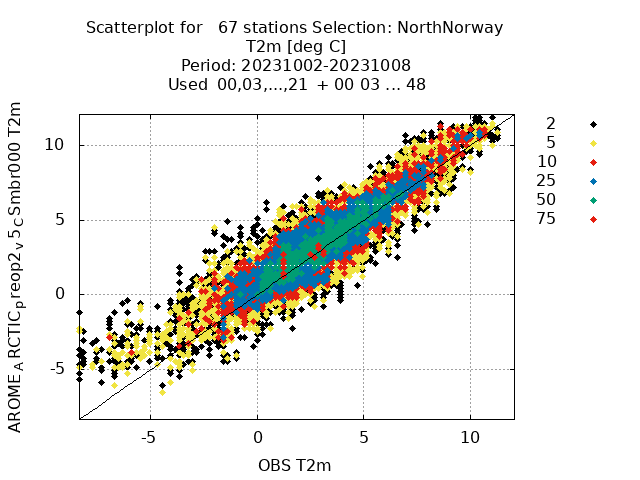 Scatterplot for   67 stations Selection: NorthNorway
T2m [deg C]
Period: 20231002-20231008
Used  00,03,...,21  + 00 03 ... 48
AROME_ARCTIC_preop2_v5_CSmbr000 T2m
10
5
0
-5
-5
0
5
10
OBS T2m
2
5
10
25
50
75